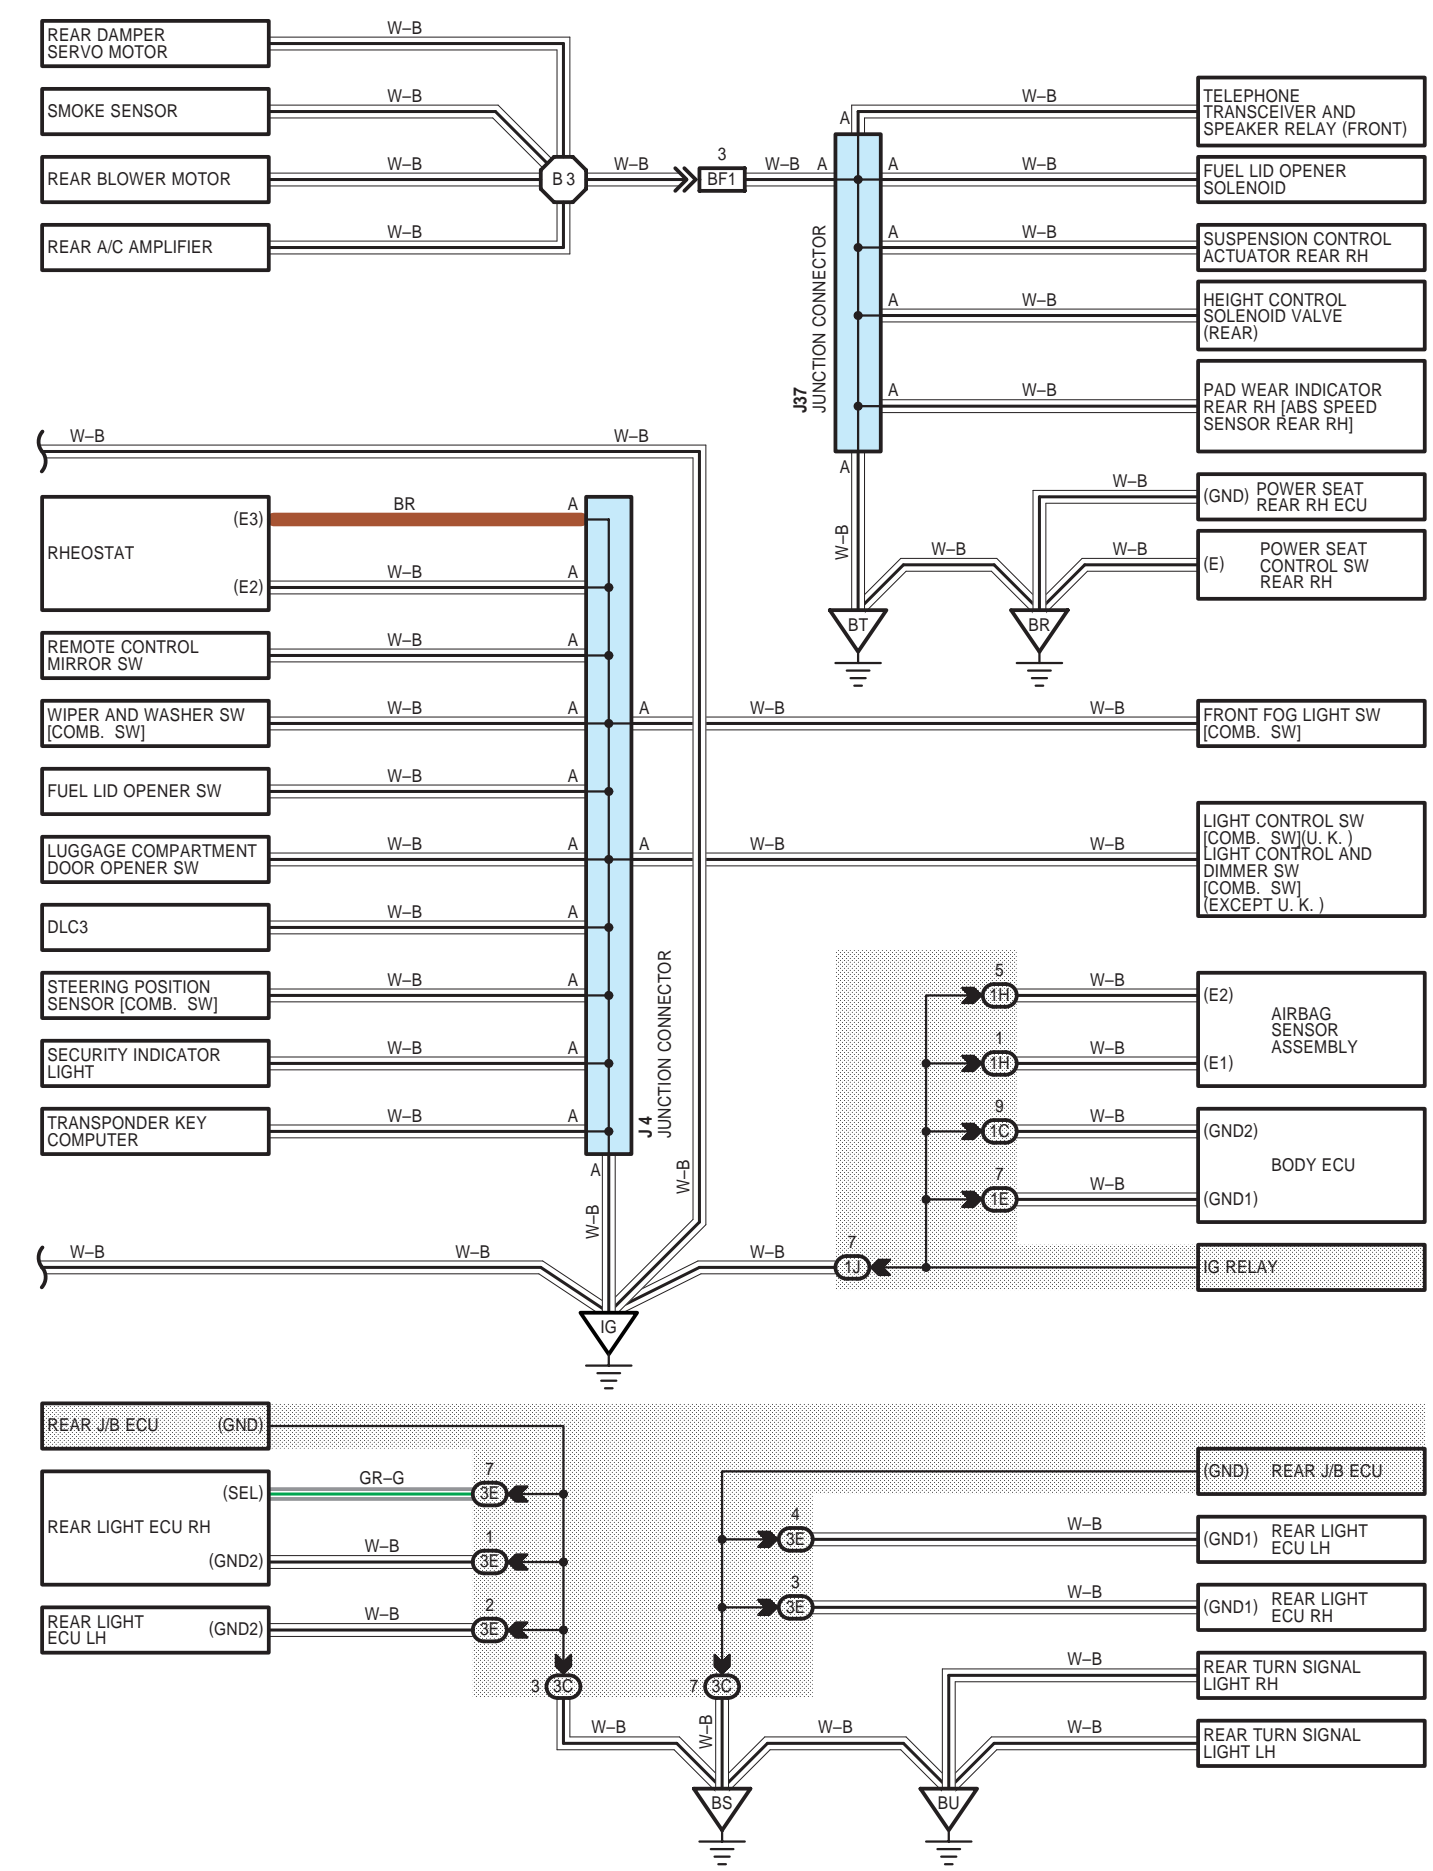 REAR DAMPER
SERVO MOTOR
W–B
SMOKE SENSOR
W–B
REAR BLOWER MOTOR
W–B
B 3
W–B
3
BF1
W–B
A
REAR A/C AMPLIFIER
W–B
A
W–B
TELEPHONE
TRANSCEIVER AND
SPEAKER RELAY (FRONT)
A
W–B
FUEL LID OPENER
SOLENOID
A
W–B
SUSPENSION CONTROL
ACTUATOR REAR RH
A
W–B
HEIGHT CONTROL
SOLENOID VALVE
(REAR)
A
W–B
PAD WEAR INDICATOR
REAR RH [ABS SPEED
SENSOR REAR RH]
J37
JUNCTION CONNECTOR
A
W–B
W–B
W–B
(GND)
POWER SEAT
REAR RH ECU
W–B
(E)
POWER SEAT
CONTROL SW
REAR RH
BT
BR
W–B
W–B
RHEOSTAT
(E3)
BR
A
(E2)
W–B
A
REMOTE CONTROL
MIRROR SW
W–B
A
WIPER AND WASHER SW
[COMB. SW]
W–B
A
A
W–B
W–B
FRONT FOG LIGHT SW
[COMB. SW]
FUEL LID OPENER SW
W–B
A
LUGGAGE COMPARTMENT
DOOR OPENER SW
W–B
A
A
W–B
W–B
LIGHT CONTROL SW
[COMB. SW](U. K. )
LIGHT CONTROL AND
DIMMER SW
[COMB. SW]
(EXCEPT U. K. )
DLC3
W–B
A
STEERING POSITION
SENSOR [COMB. SW]
W–B
A
SECURITY INDICATOR
LIGHT
W–B
A
TRANSPONDER KEY
COMPUTER
W–B
A
J 4
JUNCTION CONNECTOR
A
W–B
W–B
5
1H
W–B
(E2)
AIRBAG
SENSOR
ASSEMBLY
1
1H
W–B
(E1)
9
1C
W–B
(GND2)
BODY ECU
7
1E
W–B
(GND1)
W–B
W–B
W–B
7
1J
IG RELAY
IG
REAR J/B ECU
(GND)
REAR LIGHT ECU RH
(SEL)
GR–G
7
3E
(GND2)
W–B
1
3E
REAR LIGHT
ECU LH
(GND2)
W–B
2
3E
3
3C
7
3C
(GND)
REAR J/B ECU
4
3E
W–B
(GND1)
REAR LIGHT
ECU LH
3
3E
W–B
(GND1)
REAR LIGHT
ECU RH
W–B
REAR TURN SIGNAL
LIGHT RH
W–B
W–B
W–B
W–B
REAR TURN SIGNAL
LIGHT LH
BS
BU